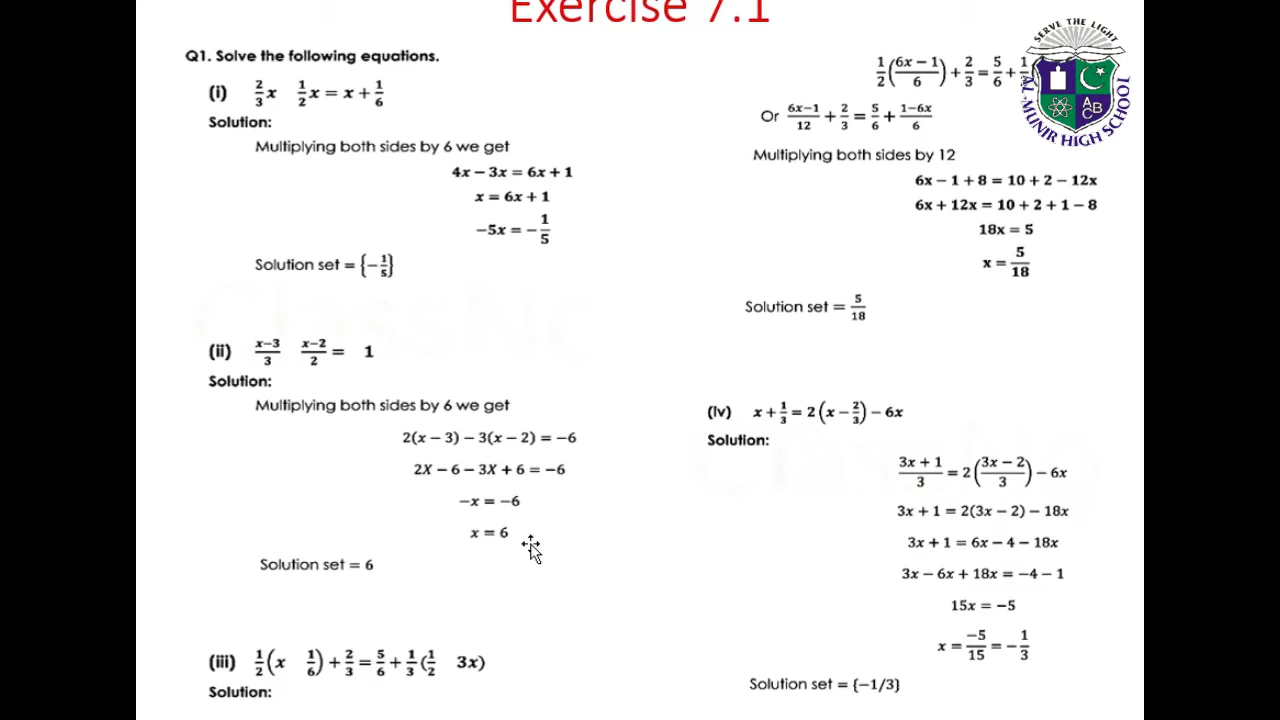 Exercise 7.1
Q1. Solve the following equations.
(i) 2/3 x 1/2 x = x + 1/6
Solution:
Multiplying both sides by 6 we get
4x − 3x = 6x + 1
x = 6x + 1
−5x = − 1/5
Solution set = {− 1/5}
(ii) x−3/3 x−2/2 = 1
Solution:
Multiplying both sides by 6 we get
2(x − 3) − 3(x − 2) = −6
2X − 6 − 3X + 6 = −6
−x = −6
x = 6
Solution set = 6
(iii) 1/2 (x 1/6) + 2/3 = 5/6 + 1/3 (1/2 3x)
Solution:
1/2 (6x − 1/6) + 2/3 = 5/6 + 1
Or 6x−1/12 + 2/3 = 5/6 + 1−6x/6
Multiplying both sides by 12
6x − 1 + 8 = 10 + 2 − 12x
6x + 12x = 10 + 2 + 1 − 8
18x = 5
x = 5/18
Solution set = 5/18
(iv) x + 1/3 = 2 (x − 2/3) − 6x
Solution:
3x + 1/3 = 2 (3x − 2/3) − 6x
3x + 1 = 2(3x − 2) − 18x
3x + 1 = 6x − 4 − 18x
3x − 6x + 18x = −4 − 1
15x = −5
x = −5/15 = − 1/3
Solution set = {−1/3}
SERVE THE LIGHT
ABC
AL-MUNIR HIGH SCHOOL